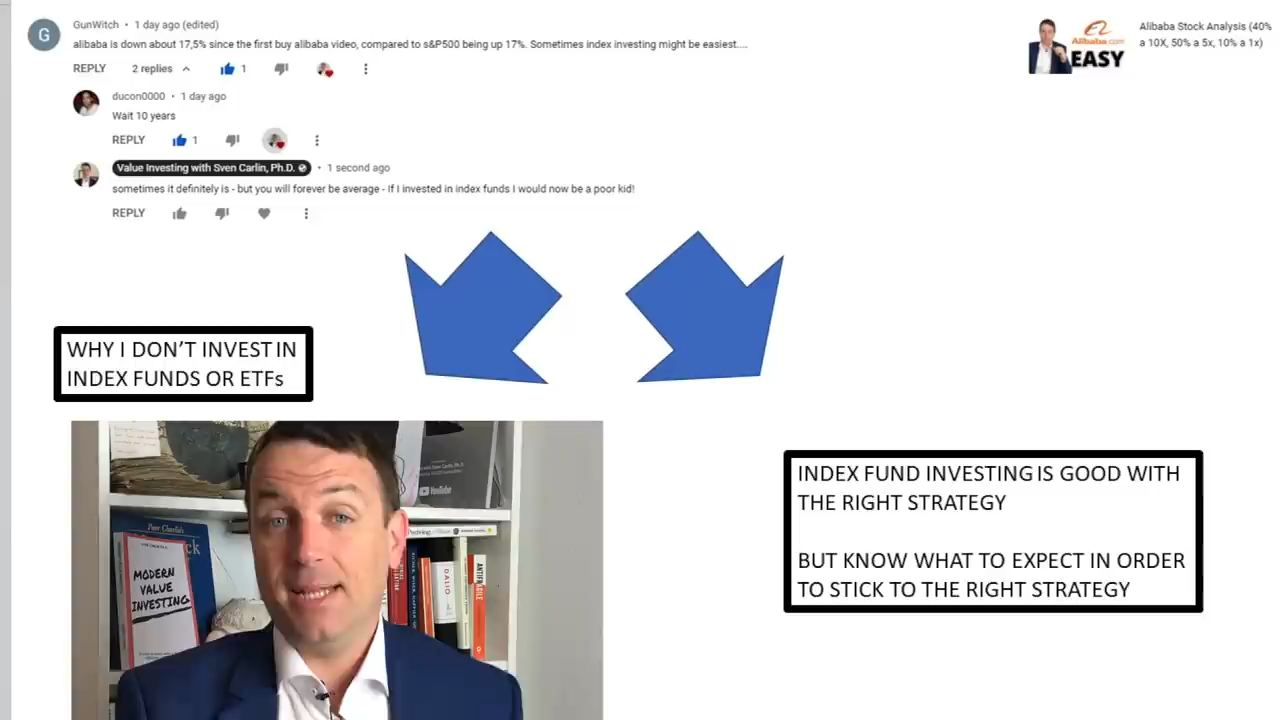 GunWitch • 1 day ago (edited)
alibaba is down about 17,5% since the first buy alibaba video, compared to s&P500 being up 17%. Sometimes index investing might be easiest....
REPLY 2 replies 1
ducon0000 • 1 day ago
Wait 10 years
REPLY 1
Value Investing with Sven Carlin, Ph.D. • 1 second ago
sometimes it definitely is - but you will forever be average - If I invested in index funds I would now be a poor kid!
REPLY
Alibaba.com
EASY
Alibaba Stock Analysis (40%
a 10X, 50% a 5x, 10% a 1x)
WHY I DON'T INVEST IN
INDEX FUNDS OR ETFs
INDEX FUND INVESTING IS GOOD WITH
THE RIGHT STRATEGY
BUT KNOW WHAT TO EXPECT IN ORDER
TO STICK TO THE RIGHT STRATEGY
YouTube
Poor Charlie's
MODERN
VALUE
INVESTING
DALIO